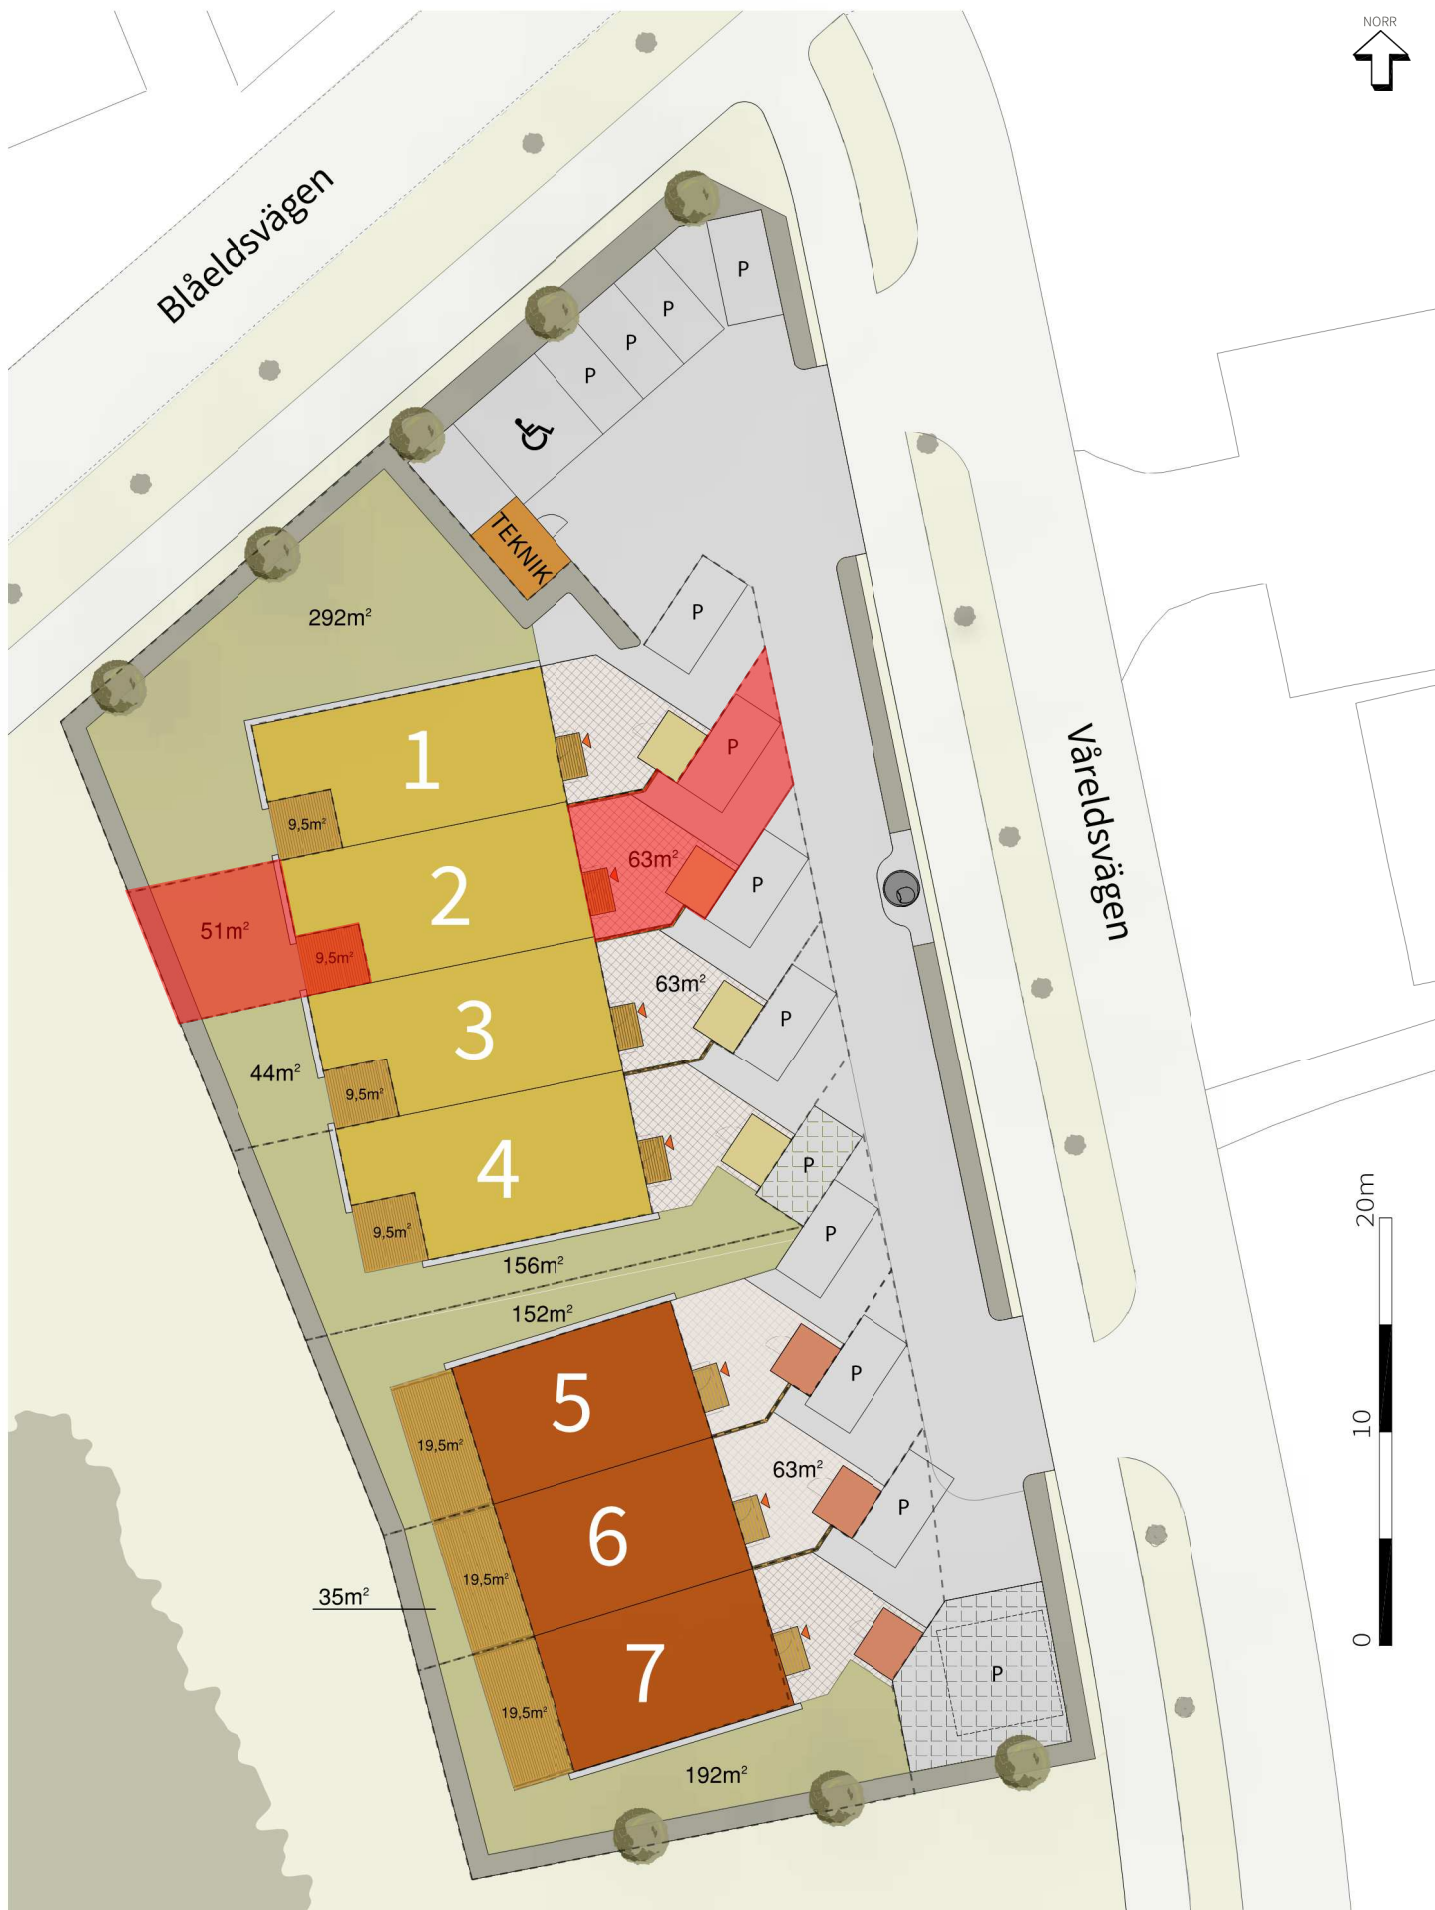 NORR
Blåeldsvägen
P
P
P
P
TEKNIK
292m²
P
1
P
9,5m²
63m²
P
2
51m²
9,5m²
63m²
P
3
44m²
9,5m²
Våreldsvägen
4
P
9,5m²
P
156m²
152m²
20m
5
P
19,5m²
10
63m²
6
P
19,5m²
35m²
0
7
P
19,5m²
192m²